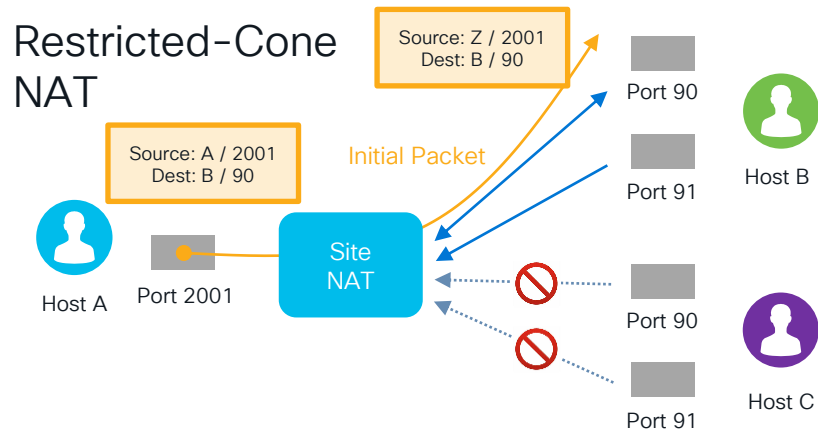 Restricted-Cone
NAT
Source: Z / 2001
Dest: B / 90
Source: A / 2001
Dest: B / 90
Initial Packet
Port 90
Port 91
Host B
Site
NAT
Host A
Port 2001
Port 90
Port 91
Host C